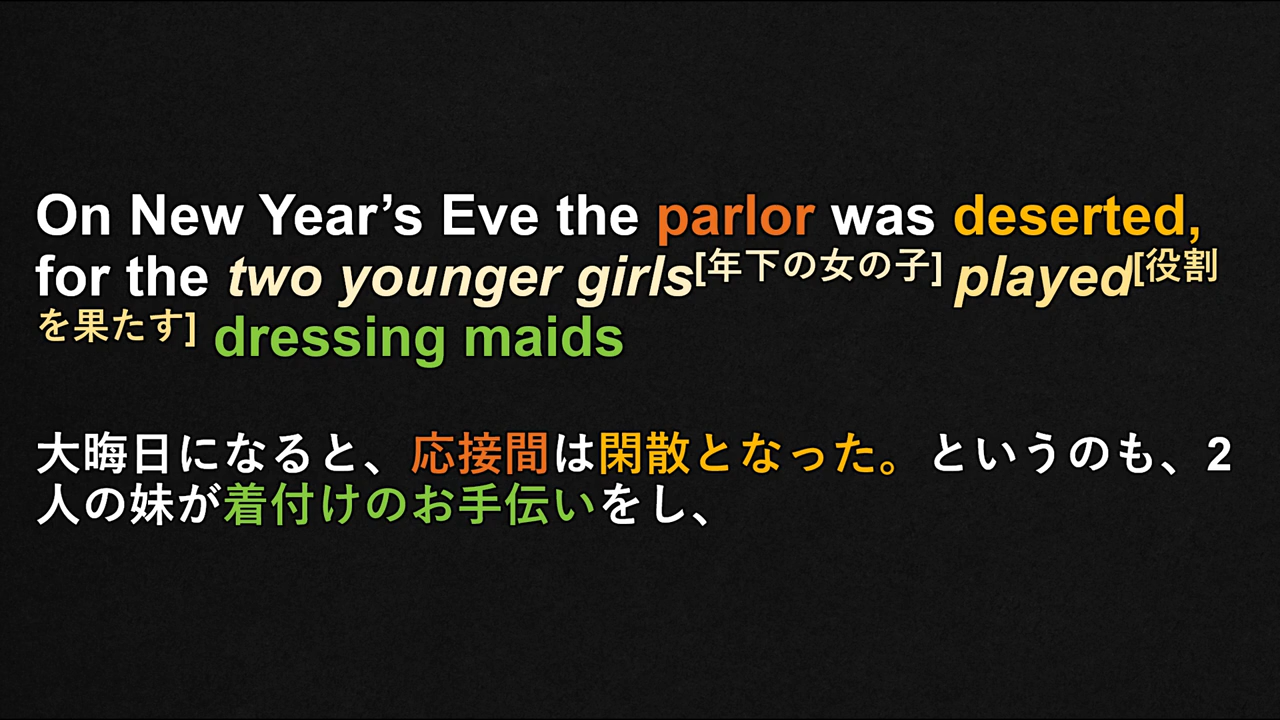 On New Year’s Eve the parlor was deserted,
for the two younger girls[年下の女の子] played[役割
を果たす] dressing maids
大晦日になると、応接間は閑散となった。というのも、2
人の妹が着付けのお手伝いをし、